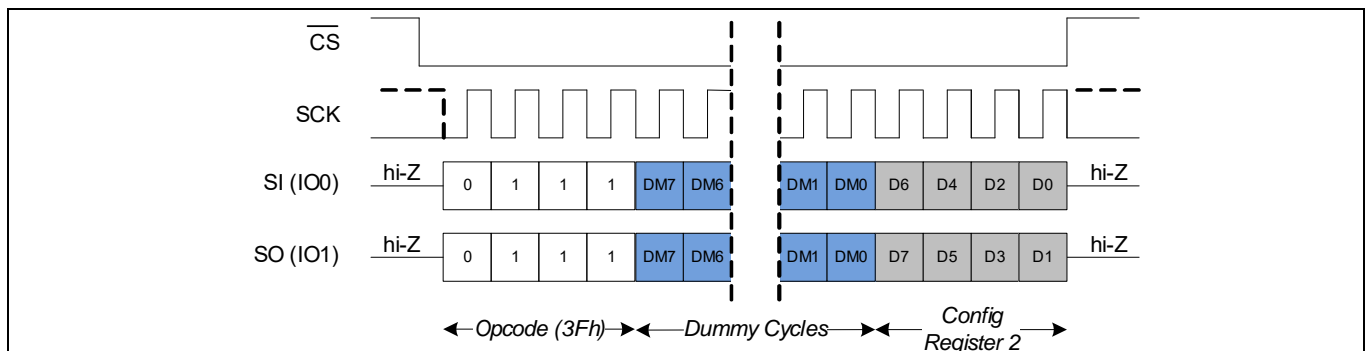 CS
SCK
SI (IO0) hi-Z 0 1 1 1 DM7 DM6 DM1 DM0 D6 D4 D2 D0 hi-Z
SO (IO1) hi-Z 0 1 1 1 DM7 DM6 DM1 DM0 D7 D5 D3 D1 hi-Z
Opcode (3Fh) Dummy Cycles Config
Register 2